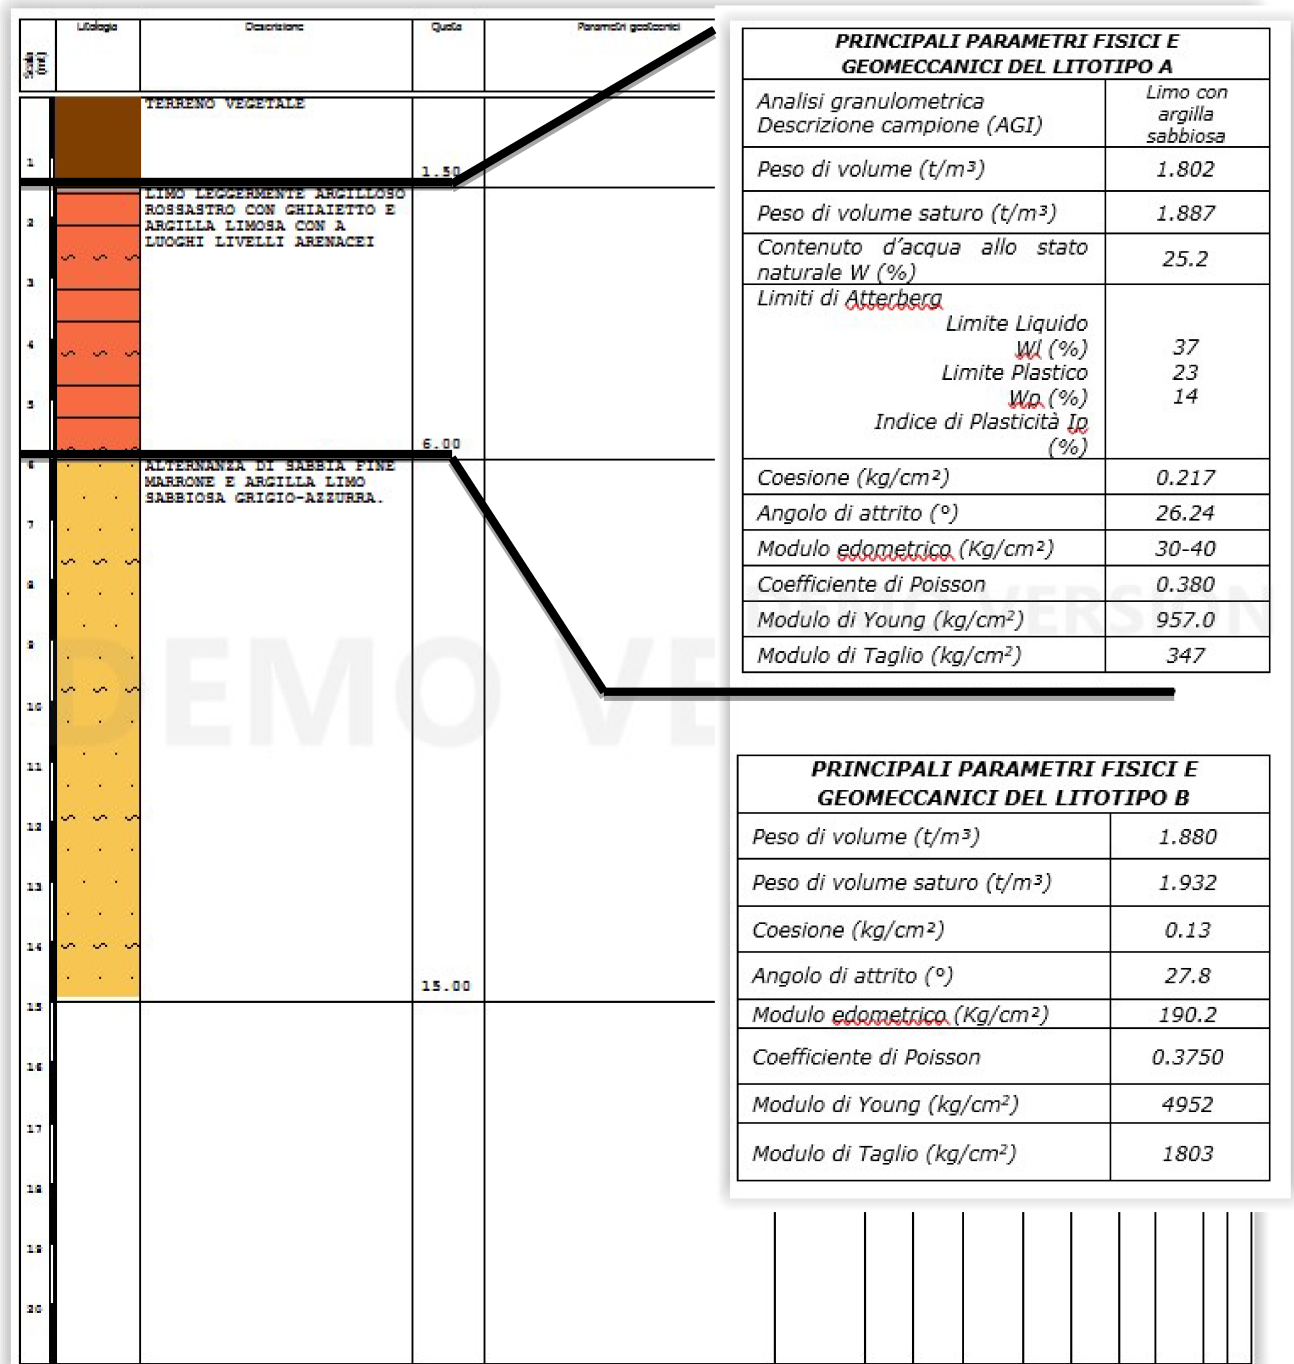 Litologia Descrizione Quota Parametri geotecnici
Scala (mt)
TERRENO VEGETALE
1
1.50
LIMO LEGGERMENTE ARGILLOSO
ROSSASTRO CON GHIAIETTO E
ARGILLA LIMOSA CON A
LUOGHI LIVELLI ARENACEI
2
3
4
5
6.00
6
ALTERNANZA DI SABBIA FINE
MARRONE E ARGILLA LIMO
SABBIOSA GRIGIO-AZZURRA.
7
8
9
10
11
12
13
14
15.00
15
16
17
18
19
20
PRINCIPALI PARAMETRI FISICI E
GEOMECCANICI DEL LITOTIPO A
Analisi granulometrica
Descrizione campione (AGI)
Limo con
argilla
sabbiosa
Peso di volume (t/m³) 1.802
Peso di volume saturo (t/m³) 1.887
Contenuto d'acqua allo stato
naturale W (%) 25.2
Limiti di Atterberg
Limite Liquido
Wl (%) 37
Limite Plastico 23
Wp (%) 14
Indice di Plasticità Ip
(%)
Coesione (kg/cm²) 0.217
Angolo di attrito (°) 26.24
Modulo edometrico (Kg/cm²) 30-40
Coefficiente di Poisson 0.380
Modulo di Young (kg/cm²) 957.0
Modulo di Taglio (kg/cm²) 347
DEMO VERSION
DEMO VE
PRINCIPALI PARAMETRI FISICI E
GEOMECCANICI DEL LITOTIPO B
Peso di volume (t/m³) 1.880
Peso di volume saturo (t/m³) 1.932
Coesione (kg/cm²) 0.13
Angolo di attrito (°) 27.8
Modulo edometrico (Kg/cm²) 190.2
Coefficiente di Poisson 0.3750
Modulo di Young (kg/cm²) 4952
Modulo di Taglio (kg/cm²) 1803